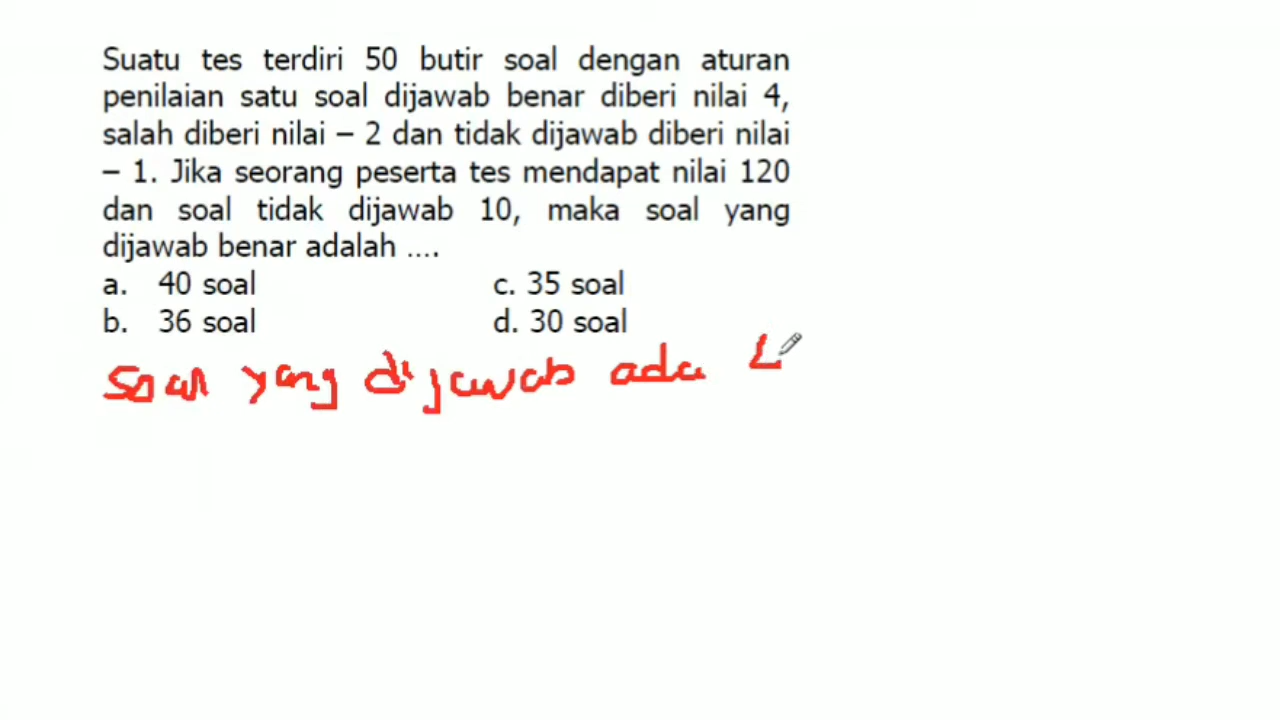 Suatu tes terdiri 50 butir soal dengan aturan
penilaian satu soal dijawab benar diberi nilai 4,
salah diberi nilai – 2 dan tidak dijawab diberi nilai
– 1. Jika seorang peserta tes mendapat nilai 120
dan soal tidak dijawab 10, maka soal yang
dijawab benar adalah ....
a. 40 soal c. 35 soal
b. 36 soal d. 30 soal
Soal yang dijawab ada